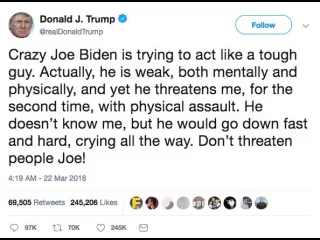 Donald J. Trump
@realDonaldTrump
Follow
Crazy Joe Biden is trying to act like a tough
guy. Actually, he is weak, both mentally and
physically, and yet he threatens me, for
the second time, with physical assault. He
doesn’t know me, but he would go down fast
and hard, crying all the way. Don’t threaten
people Joe!
4:19 AM - 22 Mar 2018
69,505 Retweets 245,206 Likes
97K 70K 245K